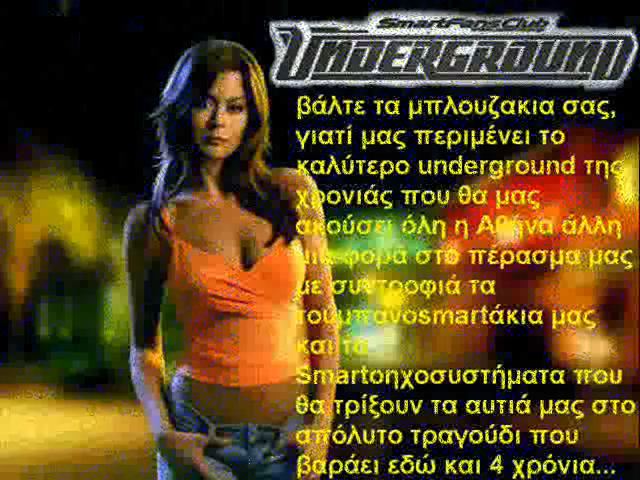 SmartFans.Club
UNDERGROUND
βάλτε τα μπλουζακια σας,
γιατί μας περιμένει το
καλύτερο underground της
χρονιάς που θα μας
ακούσει όλη η Αθήνα άλλη
μια φορά στο πέρασμα μας
με συντροφιά τα
τουμπανοsmartάκια μας
και τα
Smartοηχοσυστήματα που
θα τρίξουν τα αυτιά μας στο
απόλυτο τραγούδι που
βαράει εδώ και 4 χρόνια...